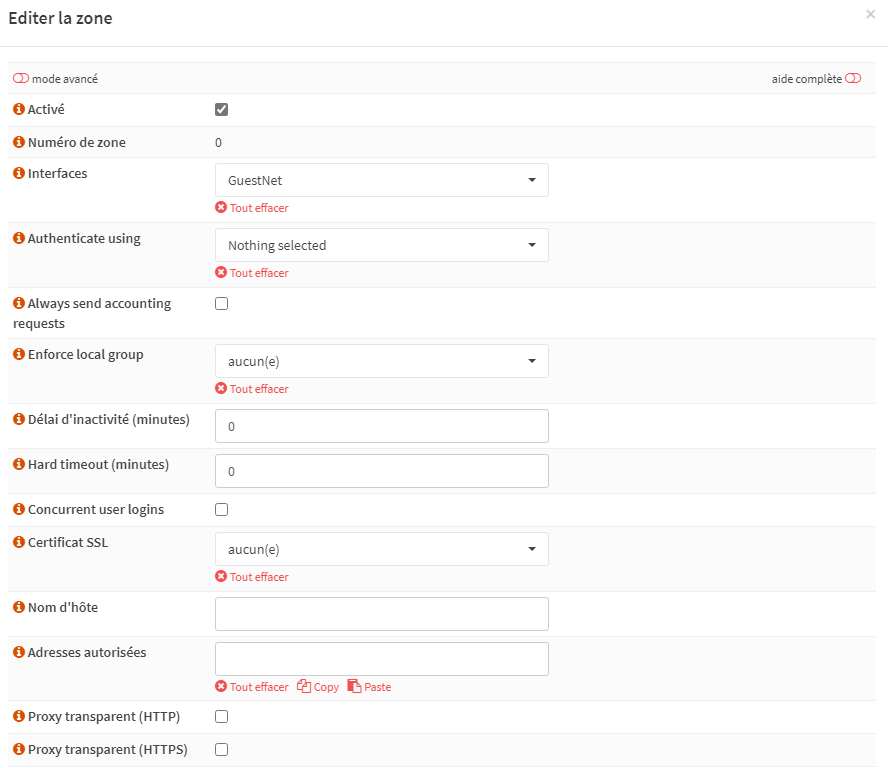 Editer la zone
×
mode avancé
aide complète
Activé
Numéro de zone
0
Interfaces
GuestNet
Tout effacer
Authenticate using
Nothing selected
Tout effacer
Always send accounting
requests
Enforce local group
aucun(e)
Tout effacer
Délai d'inactivité (minutes)
0
Hard timeout (minutes)
0
Concurrent user logins
Certificat SSL
aucun(e)
Tout effacer
Nom d'hôte
Adresses autorisées
Tout effacer Copy Paste
Proxy transparent (HTTP)
Proxy transparent (HTTPS)